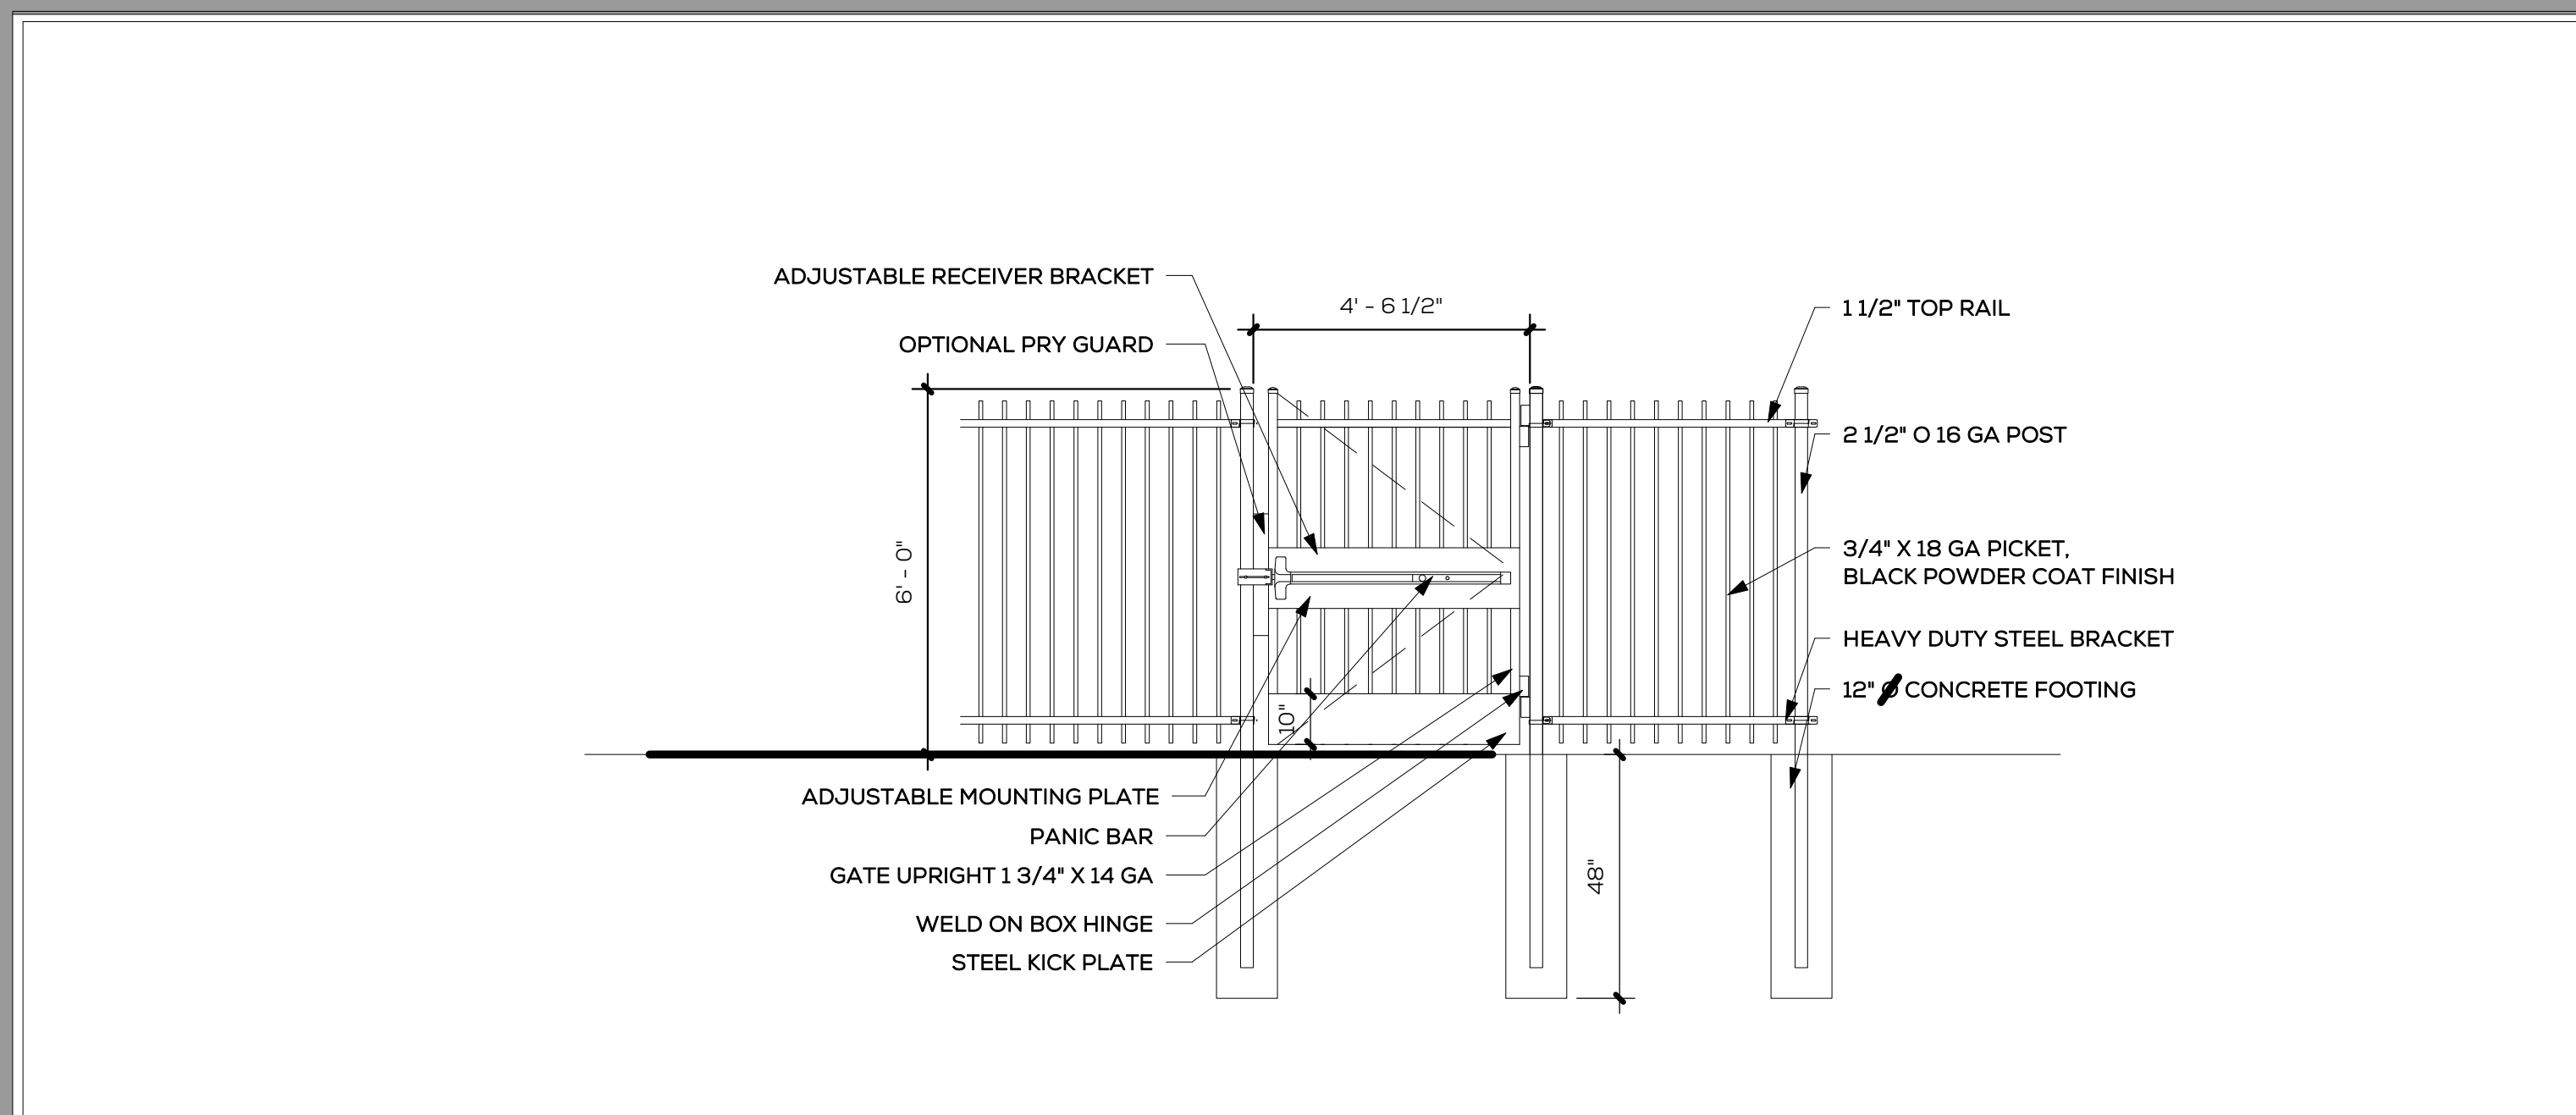 ADJUSTABLE RECEIVER BRACKET
4' - 6 1/2"
1 1/2" TOP RAIL
OPTIONAL PRY GUARD
2 1/2" O 16 GA POST
6' - 0"
3/4" X 18 GA PICKET,
BLACK POWDER COAT FINISH
HEAVY DUTY STEEL BRACKET
12" Ø CONCRETE FOOTING
10"
ADJUSTABLE MOUNTING PLATE
PANIC BAR
GATE UPRIGHT 1 3/4" X 14 GA
48"
WELD ON BOX HINGE
STEEL KICK PLATE